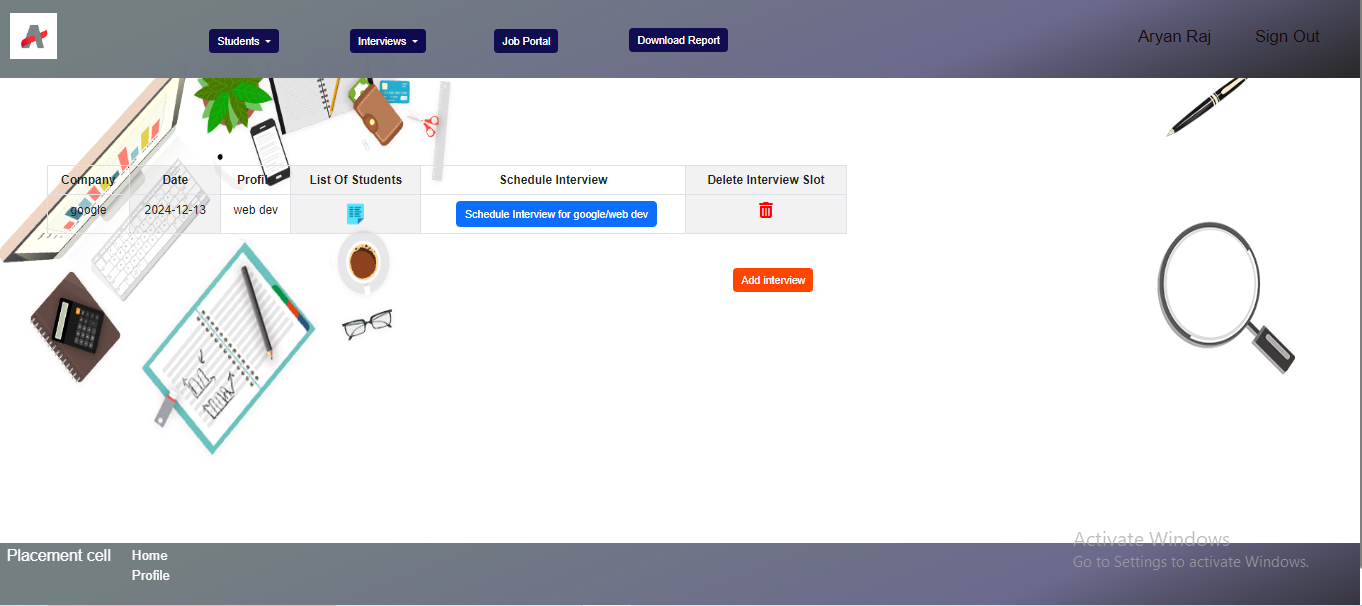 Students Interviews Job Portal Download Report Aryan Raj Sign Out
Company Date Profile List Of Students Schedule Interview Delete Interview Slot
google 2024-12-13 web dev Schedule Interview for google/web dev
Add interview
Activate Windows
Go to Settings to activate Windows.
Placement cell Home
Profile